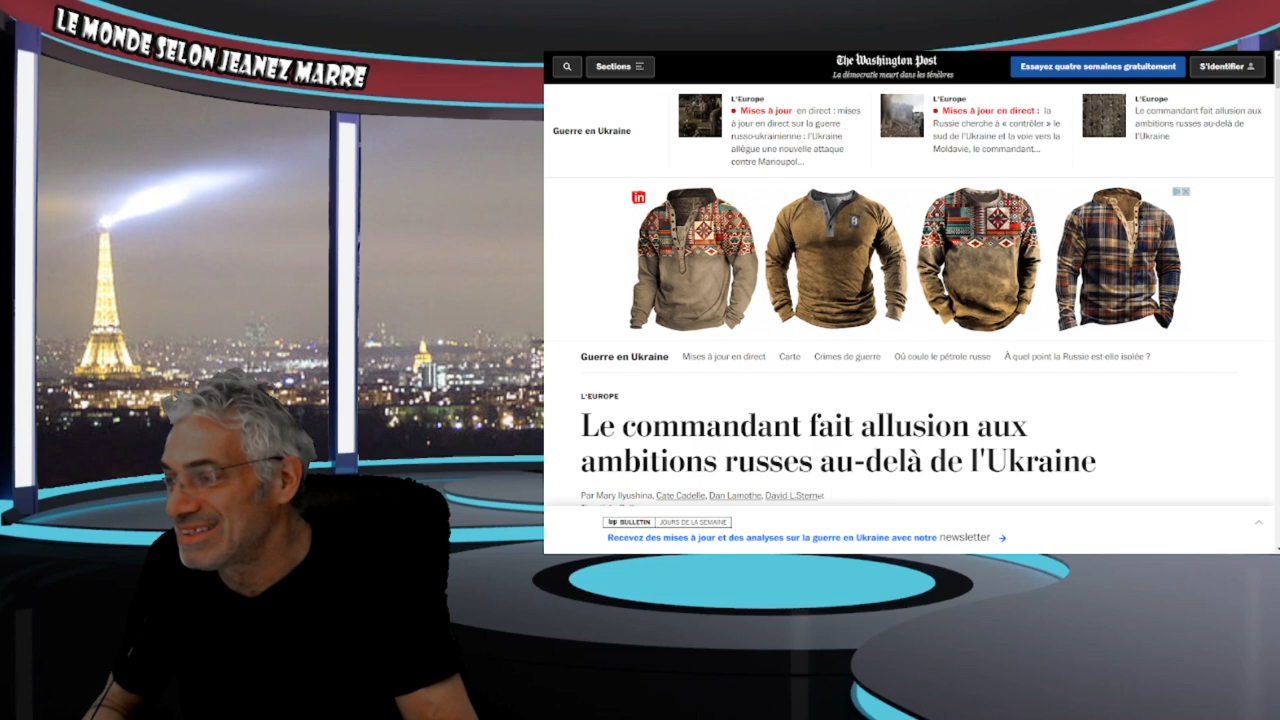 LE MONDE SELON JEANEZ MARRE
Sections
The Washington Post
La démocratie meurt dans les ténèbres
Essayez quatre semaines gratuitement
S'identifier
Guerre en Ukraine
L'Europe
Mises à jour en direct : mises
à jour en direct sur la guerre
russo-ukrainienne : l'Ukraine
allègue une nouvelle attaque
contre Marioupol...
L'Europe
Mises à jour en direct : la
Russie cherche à « contrôler » le
sud de l'Ukraine et la voie vers la
Moldavie, le commandant...
L'Europe
Le commandant fait allusion aux
ambitions russes au-delà de
l'Ukraine
in
B
Guerre en Ukraine Mises à jour en direct Carte Crimes de guerre Où coule le pétrole russe À quel point la Russie est-elle isolée ?
L'EUROPE
Le commandant fait allusion aux
ambitions russes au-delà de l'Ukraine
Par Mary Ilyushina, Cate Cadelle, Dan Lamothe, David L.Stern
wp BULLETIN JOURS DE LA SEMAINE
Recevez des mises à jour et des analyses sur la guerre en Ukraine avec notre newsletter →